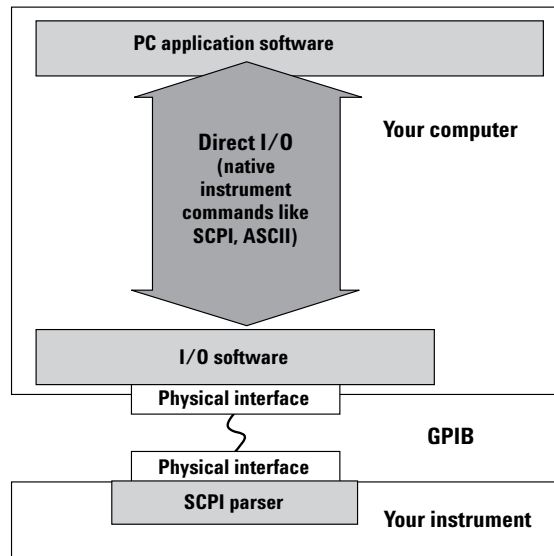 PC application software
Your computer
Direct I/O
(native
instrument
commands like
SCPI, ASCII)
I/O software
Physical interface
GPIB
Physical interface
SCPI parser
Your instrument